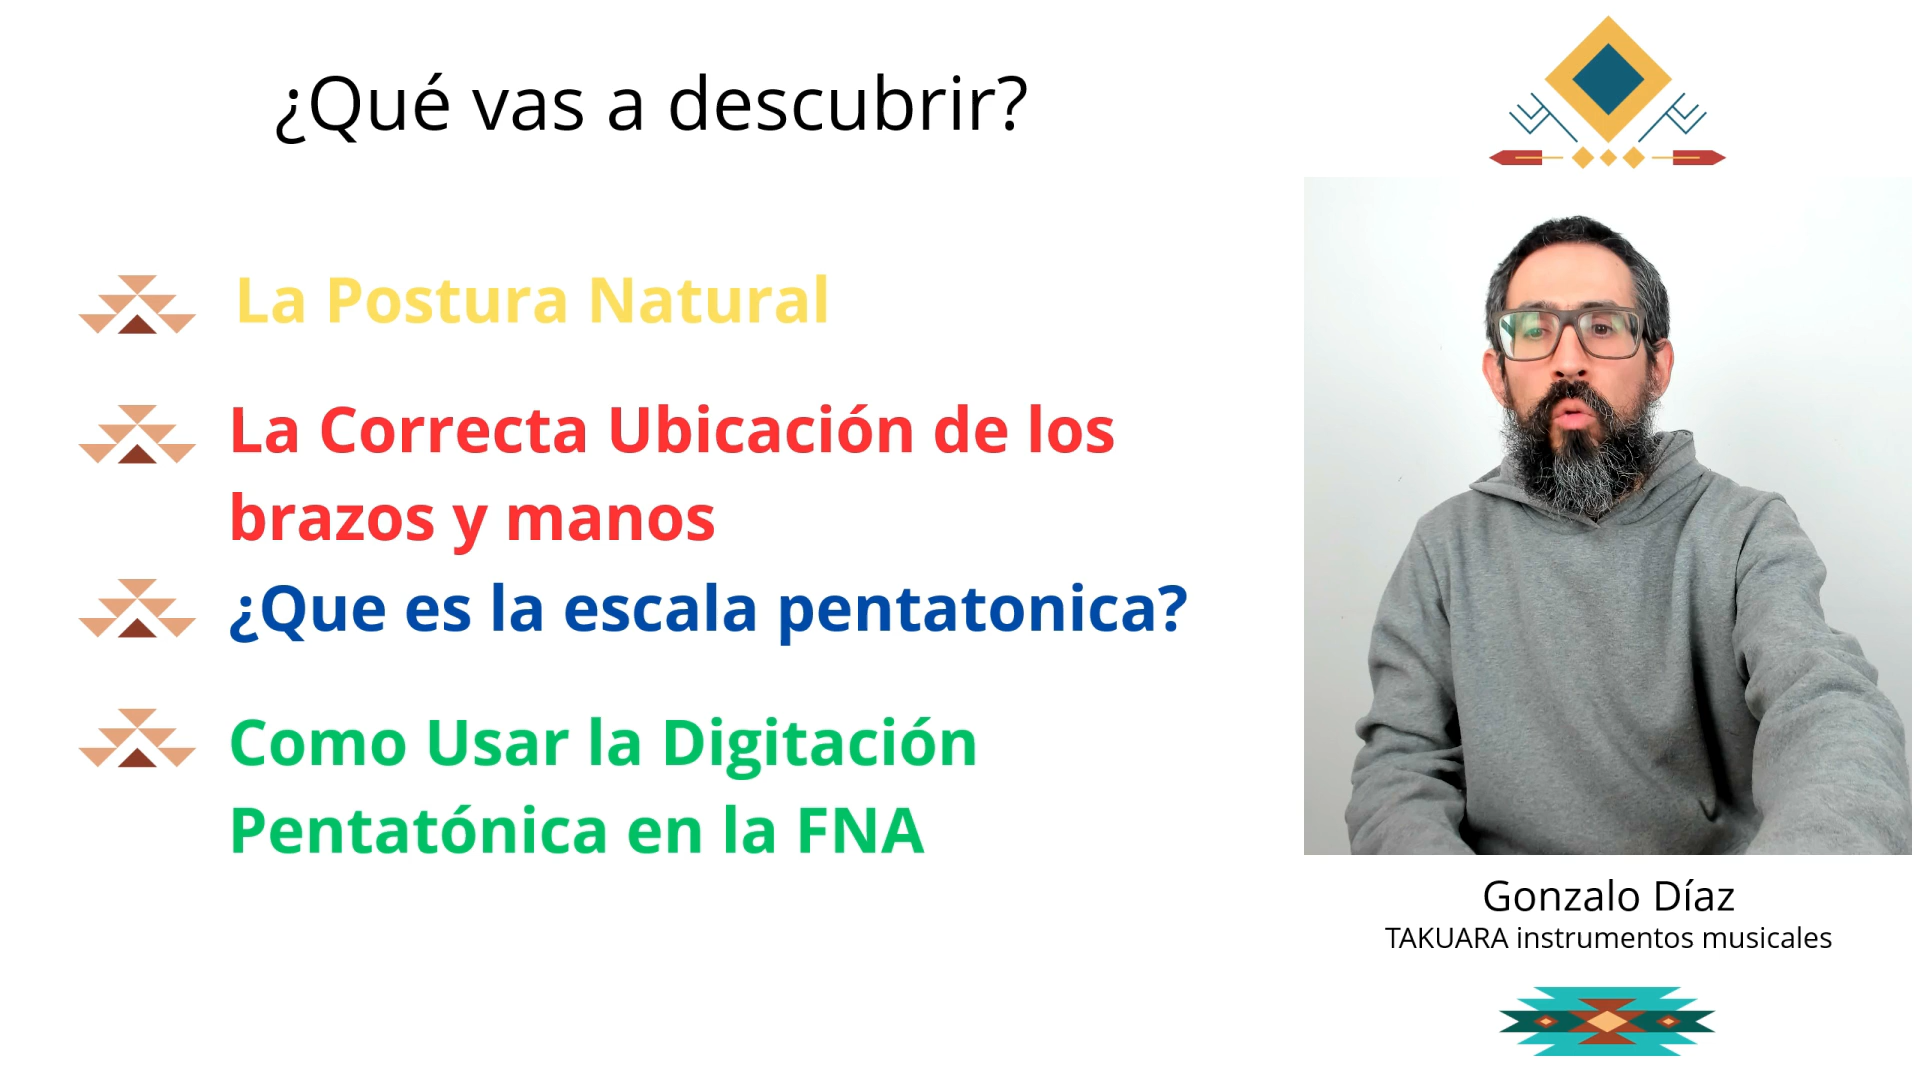 ¿Qué vas a descubrir?
La Postura Natural
La Correcta Ubicación de los
brazos y manos
¿Que es la escala pentatonica?
Como Usar la Digitación
Pentatónica en la FNA
Gonzalo Díaz
TAKUARA instrumentos musicales